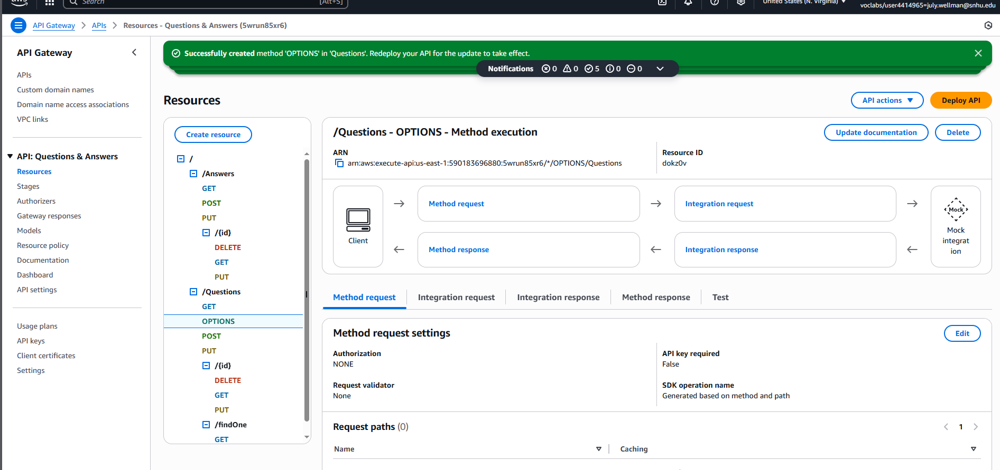 aws
Search
[Alt+S]
United States (N. Virginia)
voclabs/user4414965=july.wellman@snhu.edu
API Gateway
APIs
Resources - Questions & Answers (5wrun85xr6)
API Gateway
APIs
Custom domain names
Domain name access associations
VPC links
API: Questions & Answers
Resources
Stages
Authorizers
Gateway responses
Models
Resource policy
Documentation
Dashboard
API settings
Usage plans
API keys
Client certificates
Settings
Successfully created method 'OPTIONS' in 'Questions'. Redeploy your API for the update to take effect.
Notifications 0 0 5 0 0
Resources
API actions
Deploy API
Create resource
/
/Answers
GET
POST
PUT
/{id}
DELETE
GET
PUT
/Questions
GET
OPTIONS
POST
PUT
/{id}
DELETE
GET
PUT
/findOne
GET
/Questions - OPTIONS - Method execution
Update documentation
Delete
ARN
arn:aws:execute-api:us-east-1:590183696880:5wrun85xr6/*/OPTIONS/Questions
Resource ID
dokz0v
Client
Method request
Integration request
Method response
Integration response
Mock
Mock
integrat
ion
Method request
Integration request
Integration response
Method response
Test
Method request settings
Edit
Authorization
NONE
API key required
False
Request validator
None
SDK operation name
Generated based on method and path
Request paths (0)
1
Name
Caching